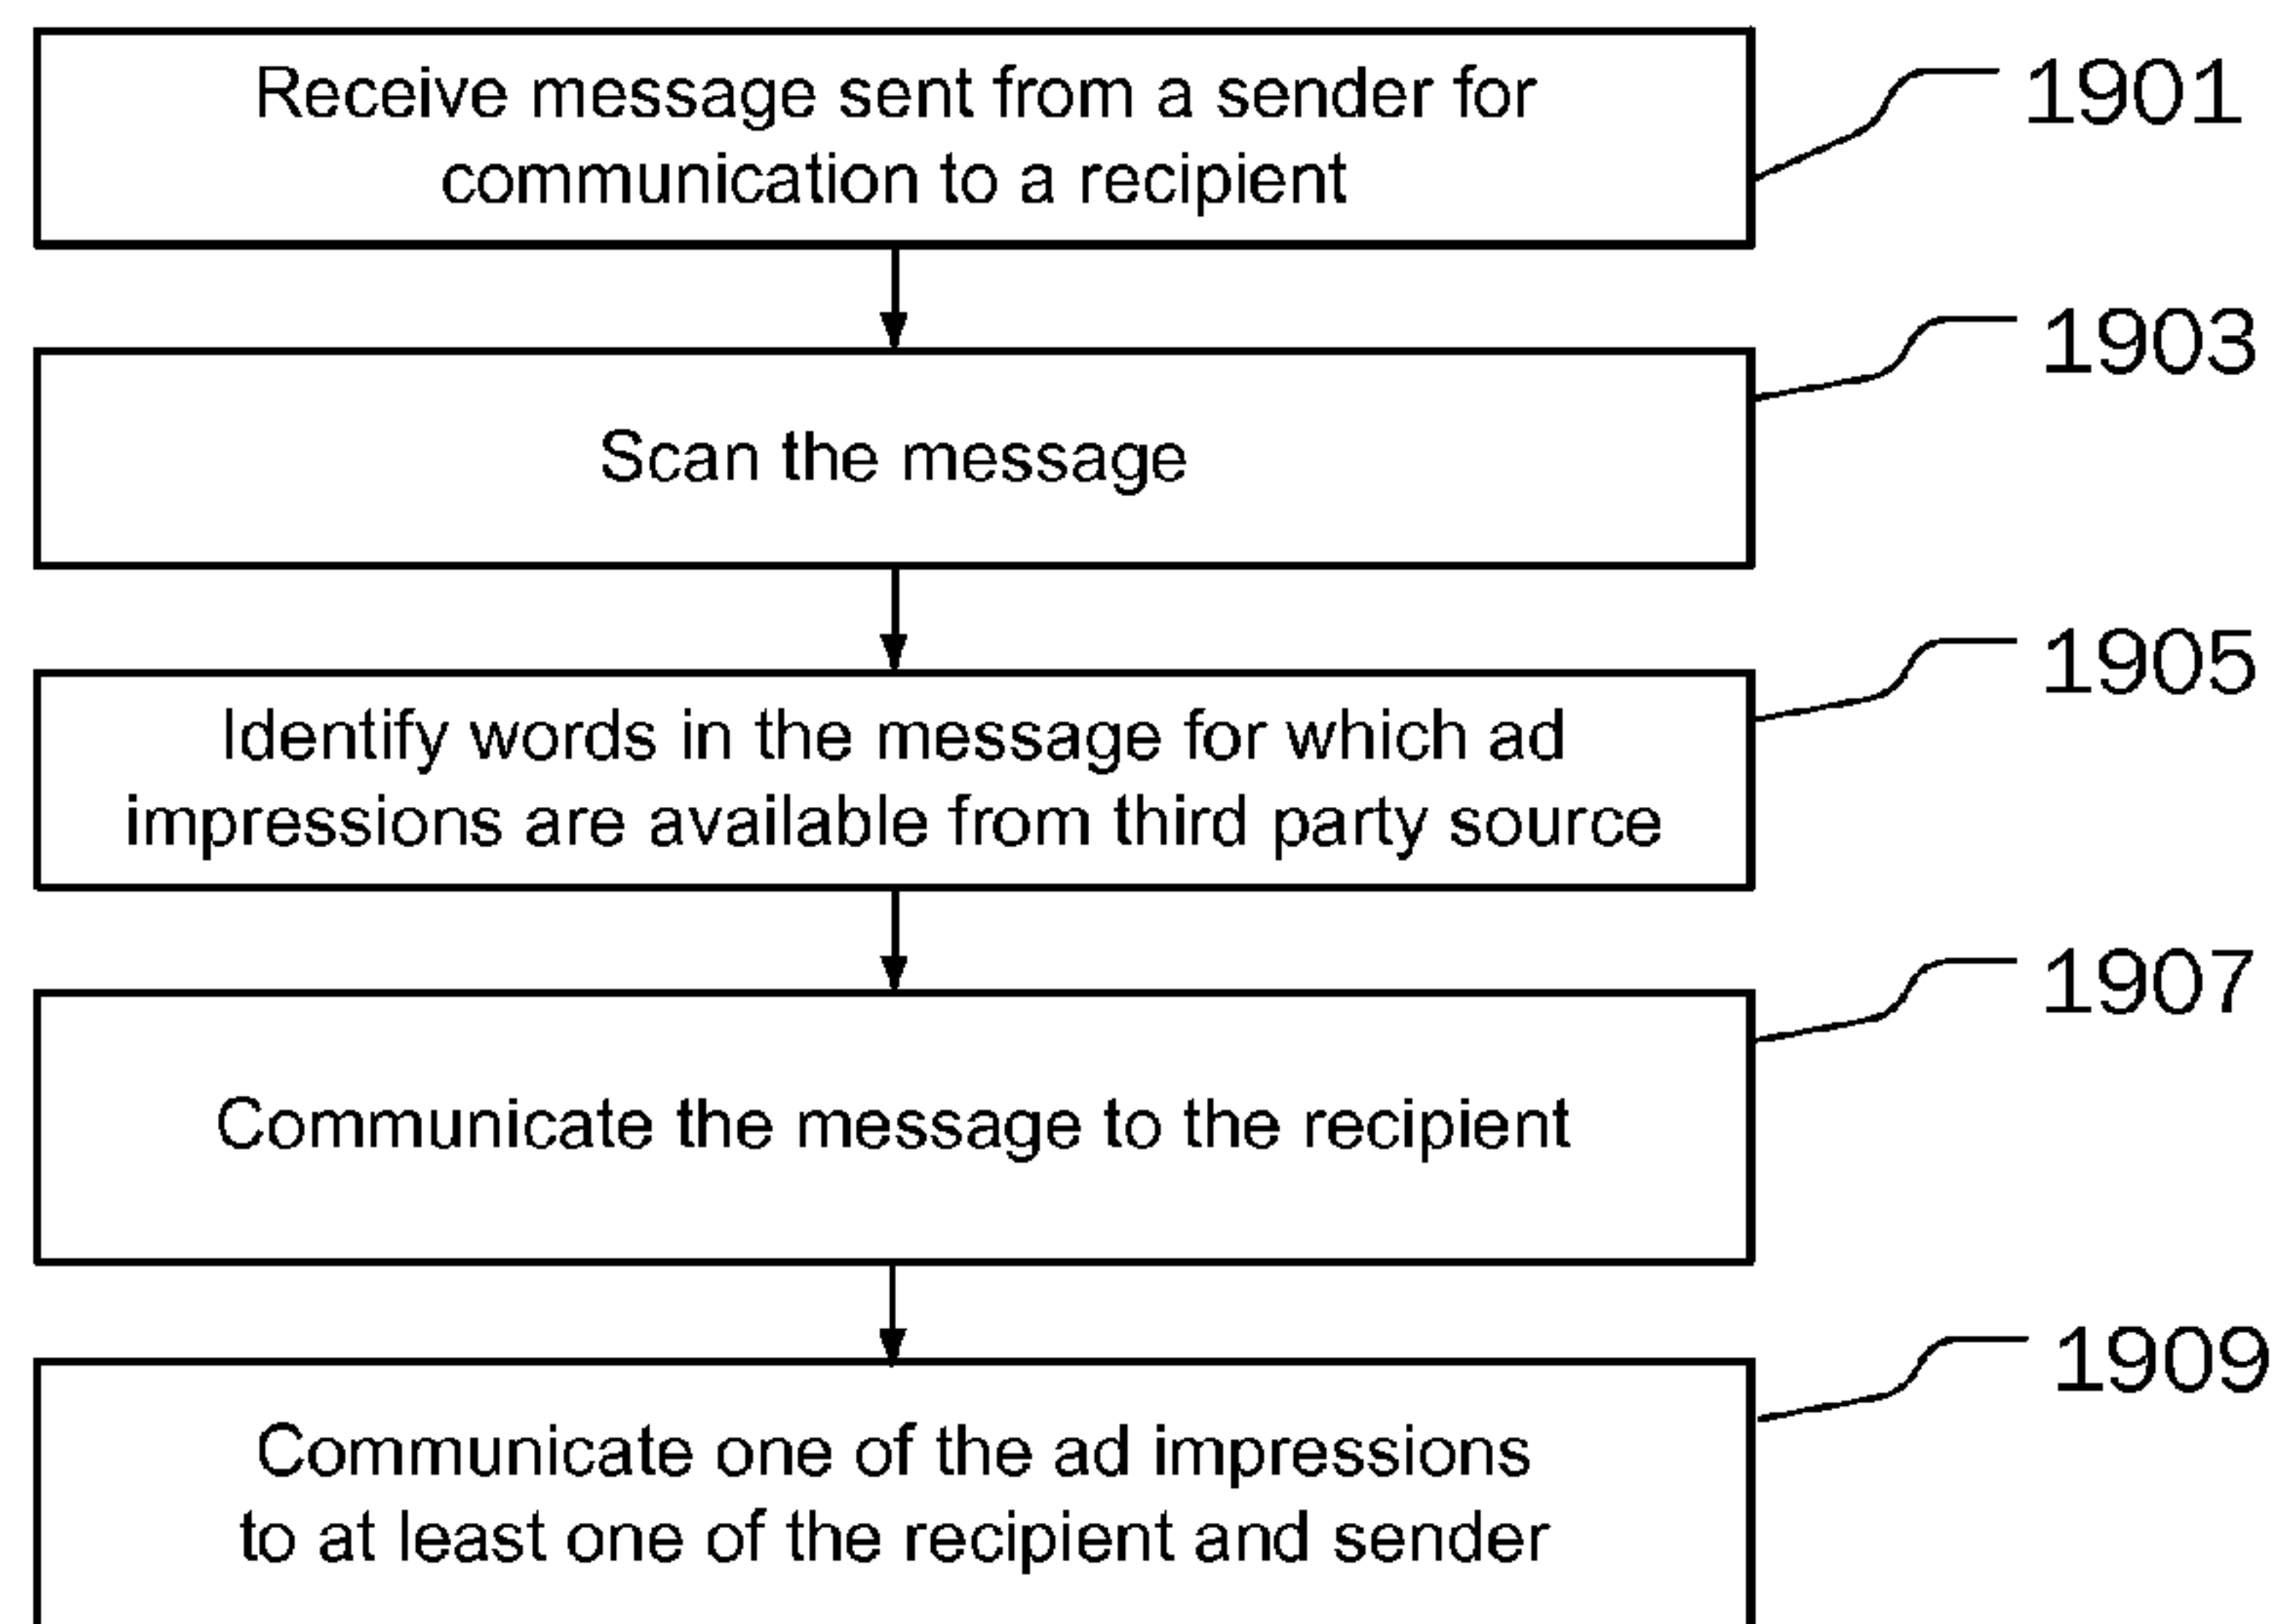 Receive message sent from a sender for
communication to a recipient
1901
Scan the message
1903
Identify words in the message for which ad
impressions are available from third party source
1905
Communicate the message to the recipient
1907
Communicate one of the ad impressions
to at least one of the recipient and sender
1909